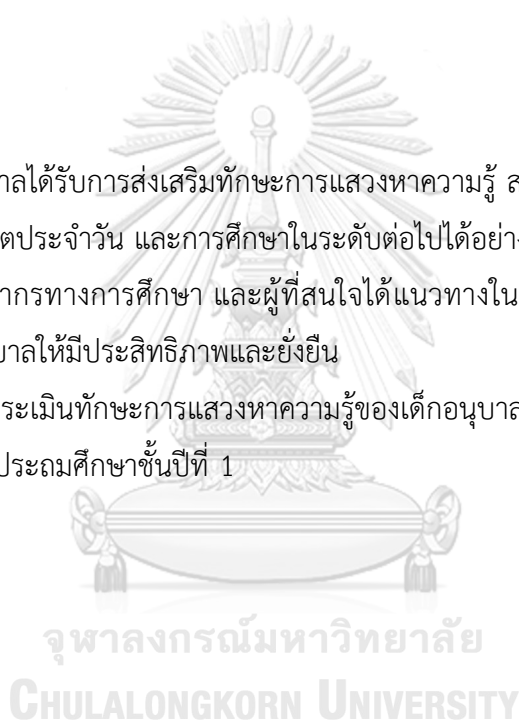 าลได้รับการส่งเสริมทักษะการแสวงหาความรู้
ตประจำวัน และการศึกษาในระดับต่อไปได้อย่าง
ากรทางการศึกษา และผู้ที่สนใจได้แนวทางใน
บาลให้มีประสิทธิภาพและยั่งยืน
ระเมินทักษะการแสวงหาความรู้ของเด็กอนุบาล
ประถมศึกษาชั้นปีที่ 1
จุฬาลงกรณ์มหาวิทยาลัย
CHULALONGKORN UNIVERSITY